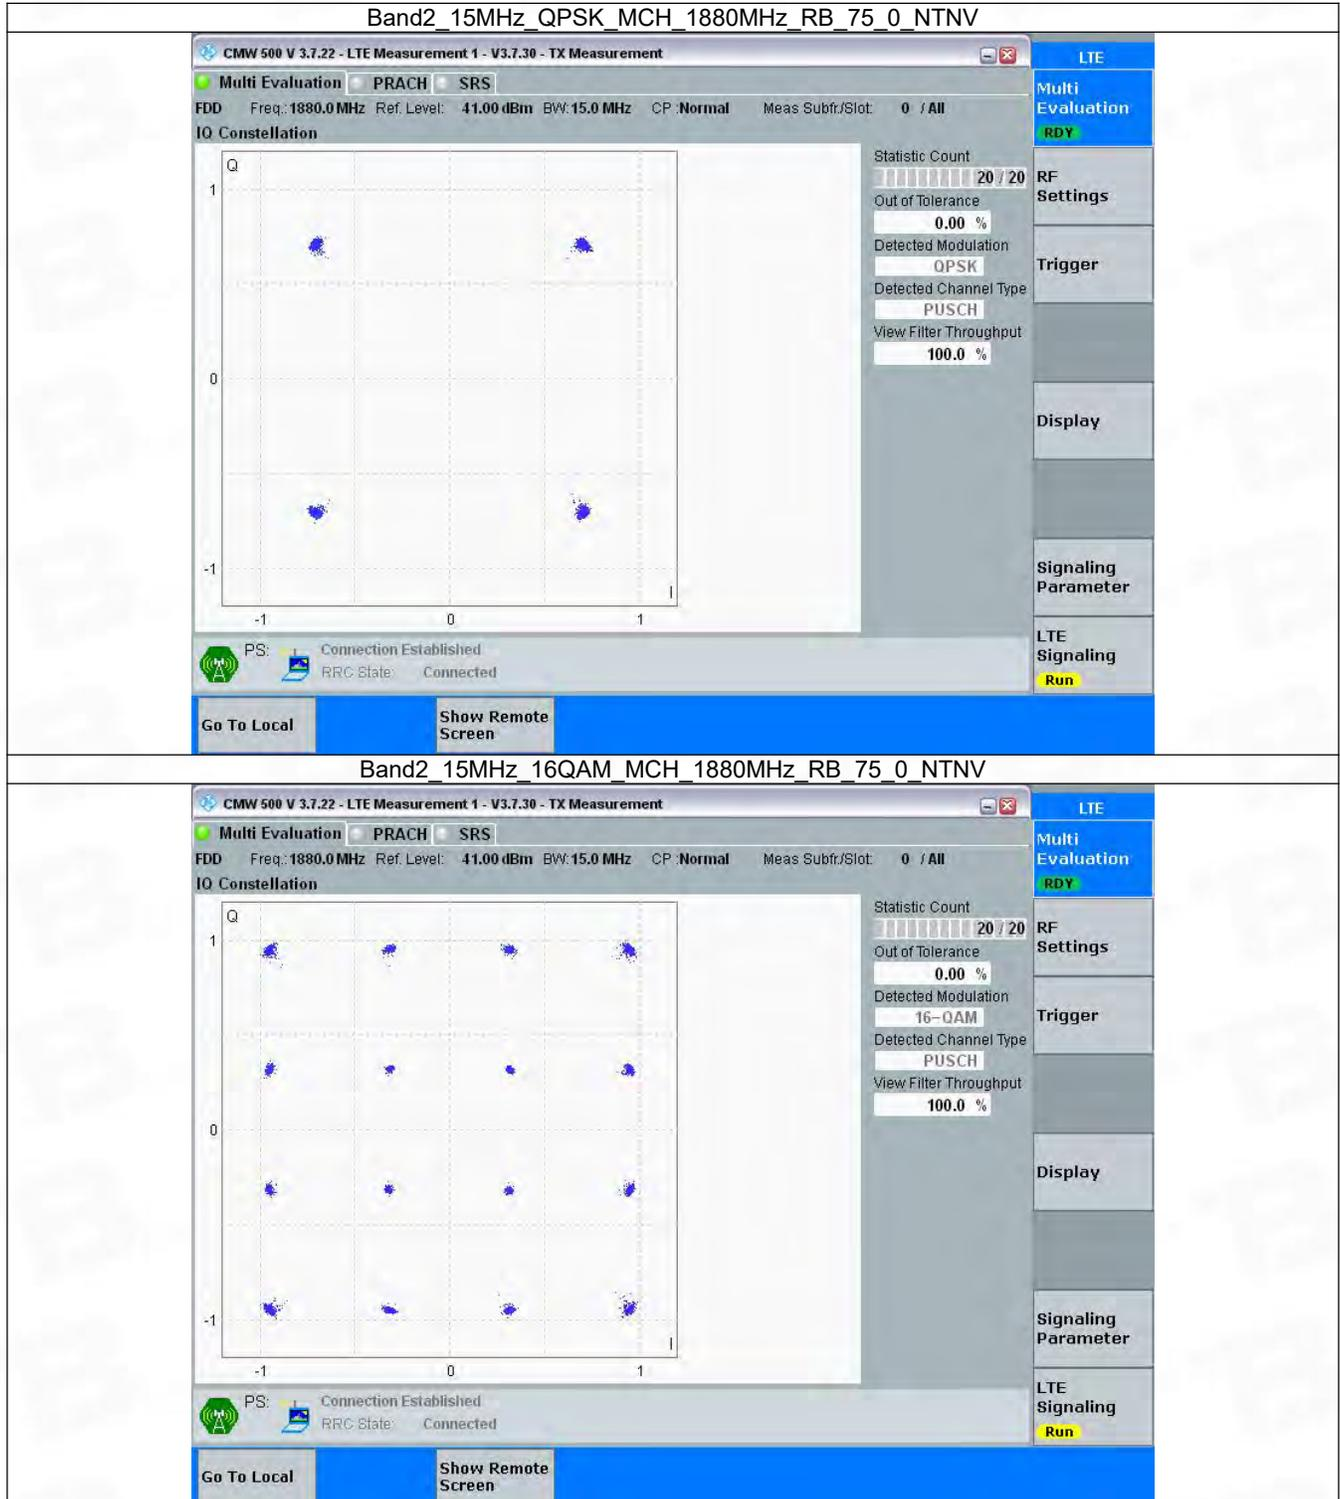 Band2_15MHz_QPSK_MCH_1880MHz_RB_75_0_NTNV
CMW 500 V 3.7.22 - LTE Measurement 1 - V3.7.30 - TX Measurement
LTE
Multi Evaluation PRACH SRS
Multi
Evaluation
RDY
FDD Freq.: 1880.0 MHz Ref. Level: 41.00 dBm BW: 15.0 MHz CP : Normal Meas Subfr./Slot: 0 / All
IQ Constellation
Q
1
0
-1
-1 0 1
I
Statistic Count
20 / 20
Out of Tolerance
0.00 %
Detected Modulation
QPSK
Detected Channel Type
PUSCH
View Filter Throughput
100.0 %
RF
Settings
Trigger
Display
Signaling
Parameter
LTE
Signaling
Run
PS: Connection Established
RRC State: Connected
Go To Local
Show Remote
Screen
Band2_15MHz_16QAM_MCH_1880MHz_RB_75_0_NTNV
CMW 500 V 3.7.22 - LTE Measurement 1 - V3.7.30 - TX Measurement
LTE
Multi Evaluation PRACH SRS
Multi
Evaluation
RDY
FDD Freq.: 1880.0 MHz Ref. Level: 41.00 dBm BW: 15.0 MHz CP : Normal Meas Subfr./Slot: 0 / All
IQ Constellation
Q
1
0
-1
-1 0 1
I
Statistic Count
20 / 20
Out of Tolerance
0.00 %
Detected Modulation
16-QAM
Detected Channel Type
PUSCH
View Filter Throughput
100.0 %
RF
Settings
Trigger
Display
Signaling
Parameter
LTE
Signaling
Run
PS: Connection Established
RRC State: Connected
Go To Local
Show Remote
Screen